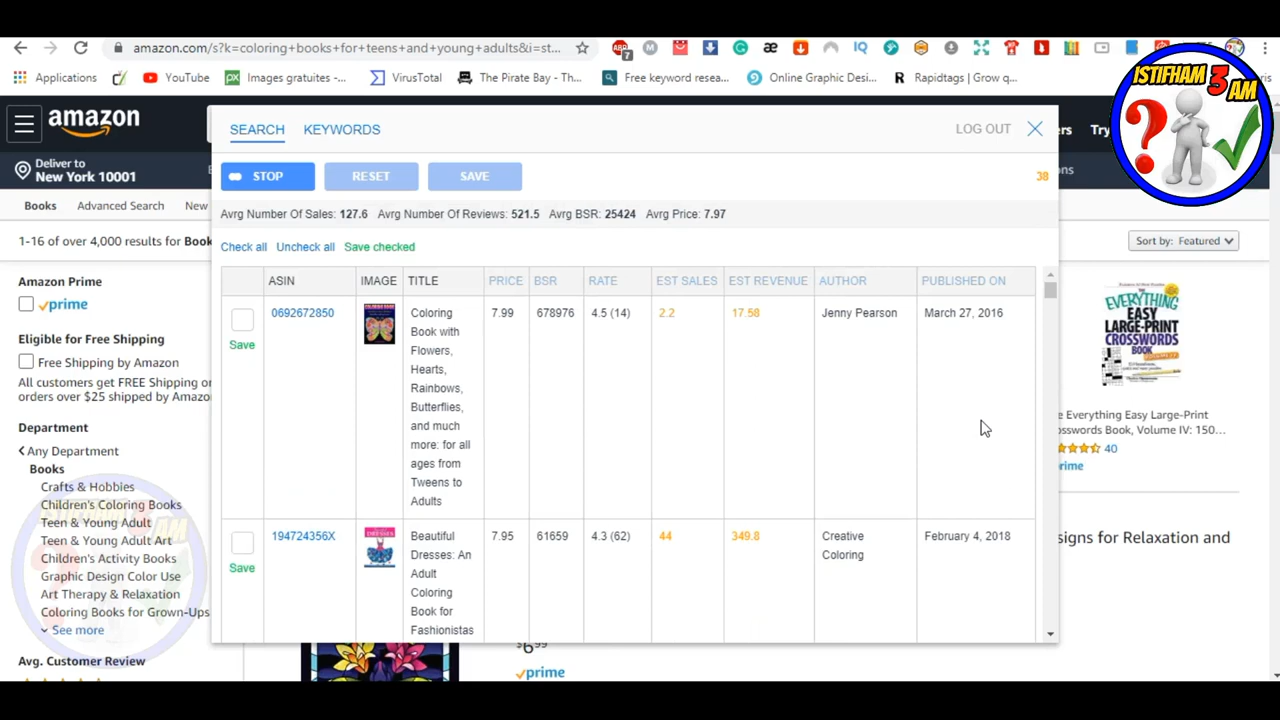 amazon.com/s?k=coloring+books+for+teens+and+young+adults&i=st...
Applications
YouTube
Images gratuites -...
VirusTotal
The Pirate Bay - Th...
Free keyword resea...
Online Graphic Desi...
Rapidtags | Grow q...
ISTIFHAM 3 AM
amazon
Deliver to
New York 10001
SEARCH
KEYWORDS
LOG OUT
STOP
RESET
SAVE
38
Books
Advanced Search
New
Avrg Number Of Sales: 127.6 Avrg Number Of Reviews: 521.5 Avrg BSR: 25424 Avrg Price: 7.97
1-16 of over 4,000 results for Book
Check all
Uncheck all
Save checked
Sort by: Featured
ASIN
IMAGE
TITLE
PRICE
BSR
RATE
EST SALES
EST REVENUE
AUTHOR
PUBLISHED ON
0692672850
Save
Coloring
Book with
Flowers,
Hearts,
Rainbows,
Butterflies,
and much
more: for all
ages from
Tweens to
Adults
7.99
678976
4.5 (14)
2.2
17.58
Jenny Pearson
March 27, 2016
194724356X
Save
Beautiful
Dresses: An
Adult
Coloring
Book for
Fashionistas
7.95
61659
4.3 (62)
44
349.8
Creative
Coloring
February 4, 2018
Amazon Prime
prime
Eligible for Free Shipping
Free Shipping by Amazon
All customers get FREE Shipping or
orders over $25 shipped by Amazo
Department
Any Department
Books
Crafts & Hobbies
Children's Coloring Books
Teen & Young Adult
Teen & Young Adult Art
Children's Activity Books
Graphic Design Color Use
Art Therapy & Relaxation
Coloring Books for Grown-Ups
See more
Avg. Customer Review
The
EVERYTHING
EASY
LARGE-PRINT
CROSSWORDS
BOOK
e Everything Easy Large-Print
osswords Book, Volume IV: 150...
40
rime
signs for Relaxation and
$6.99
prime